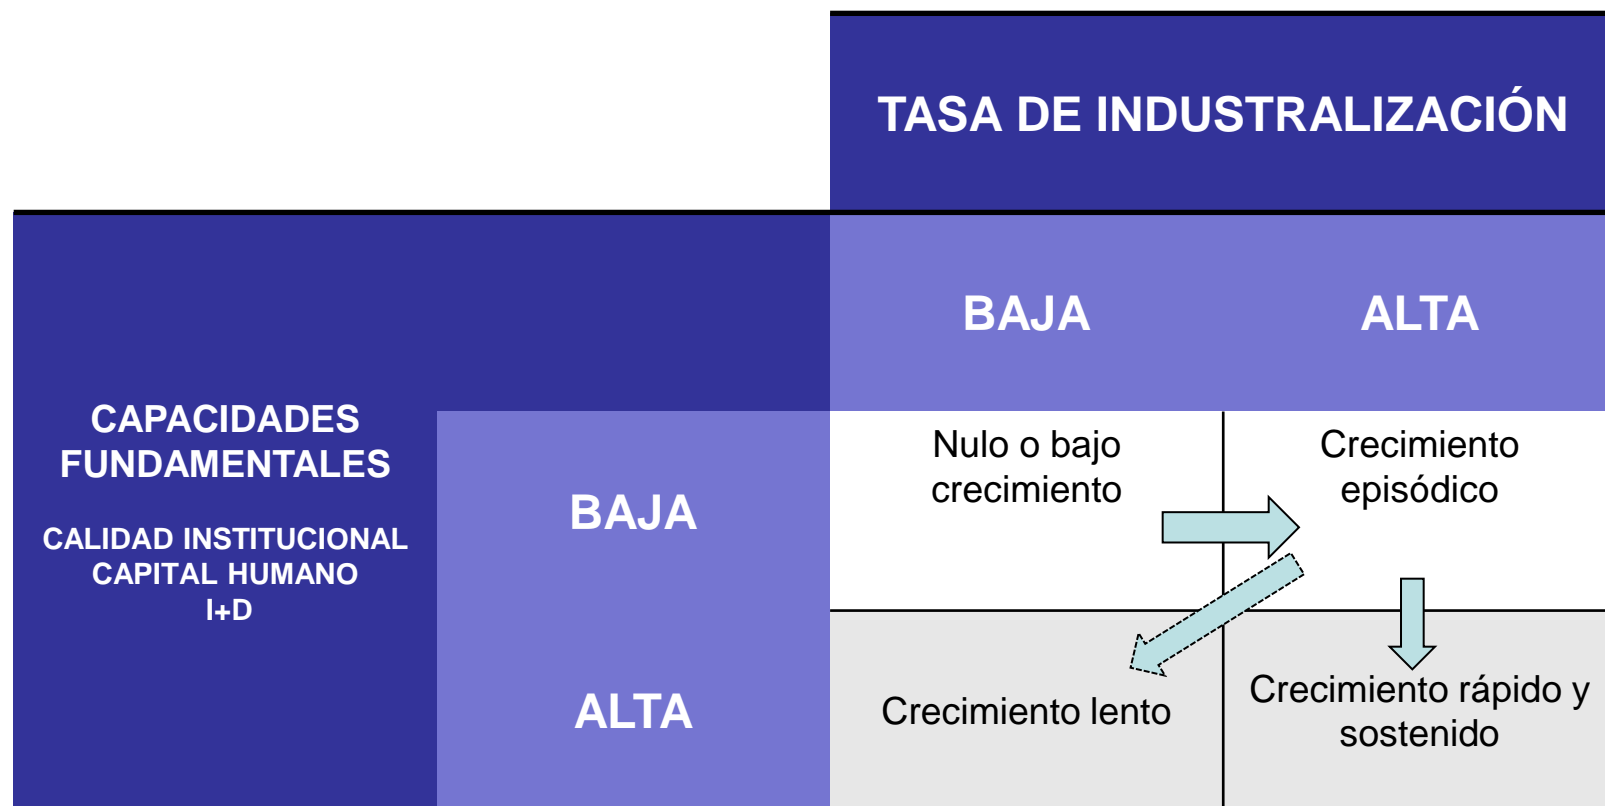 TASA DE INDUSTRALIZACIÓN
BAJA
ALTA
CAPACIDADES
FUNDAMENTALES
CALIDAD INSTITUCIONAL
CAPITAL HUMANO
I+D
BAJA
Nulo o bajo
crecimiento
Crecimiento
episódico
ALTA
Crecimiento lento
Crecimiento rápido y
sostenido